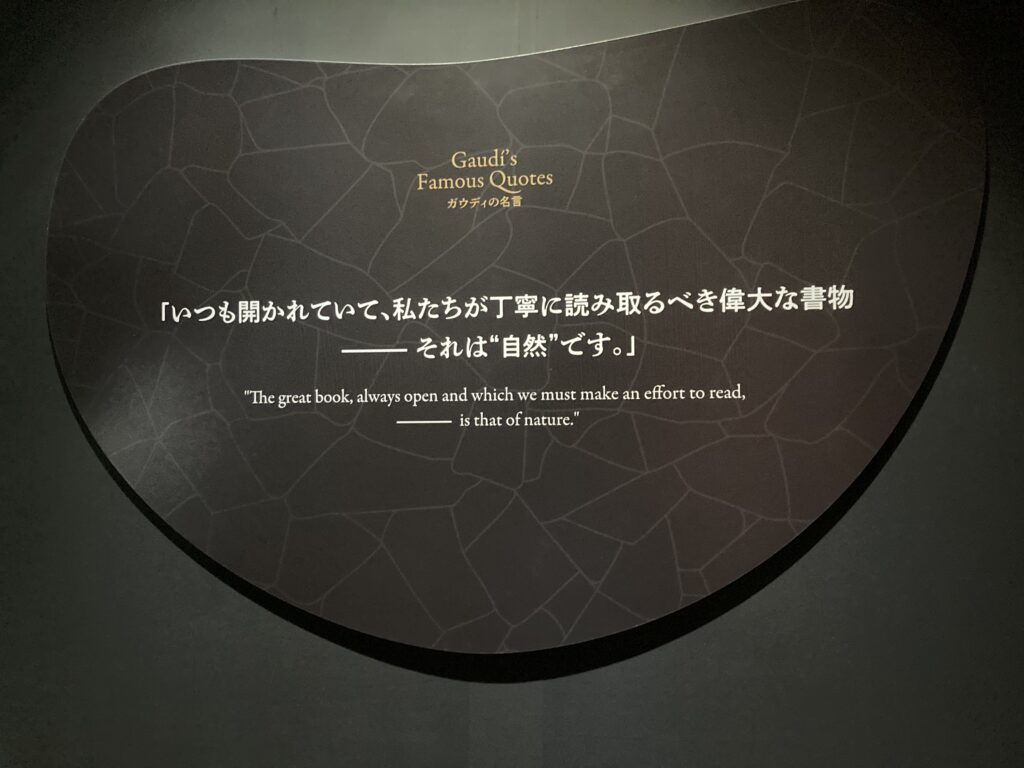 Gaudí's
Famous Quotes
ガウディの名言
「いつも開かれていて、私たちが丁寧に読み取るべき偉大な書物
—— それは“自然”です。」
"The great book, always open and which we must make an effort to read,
—— is that of nature."